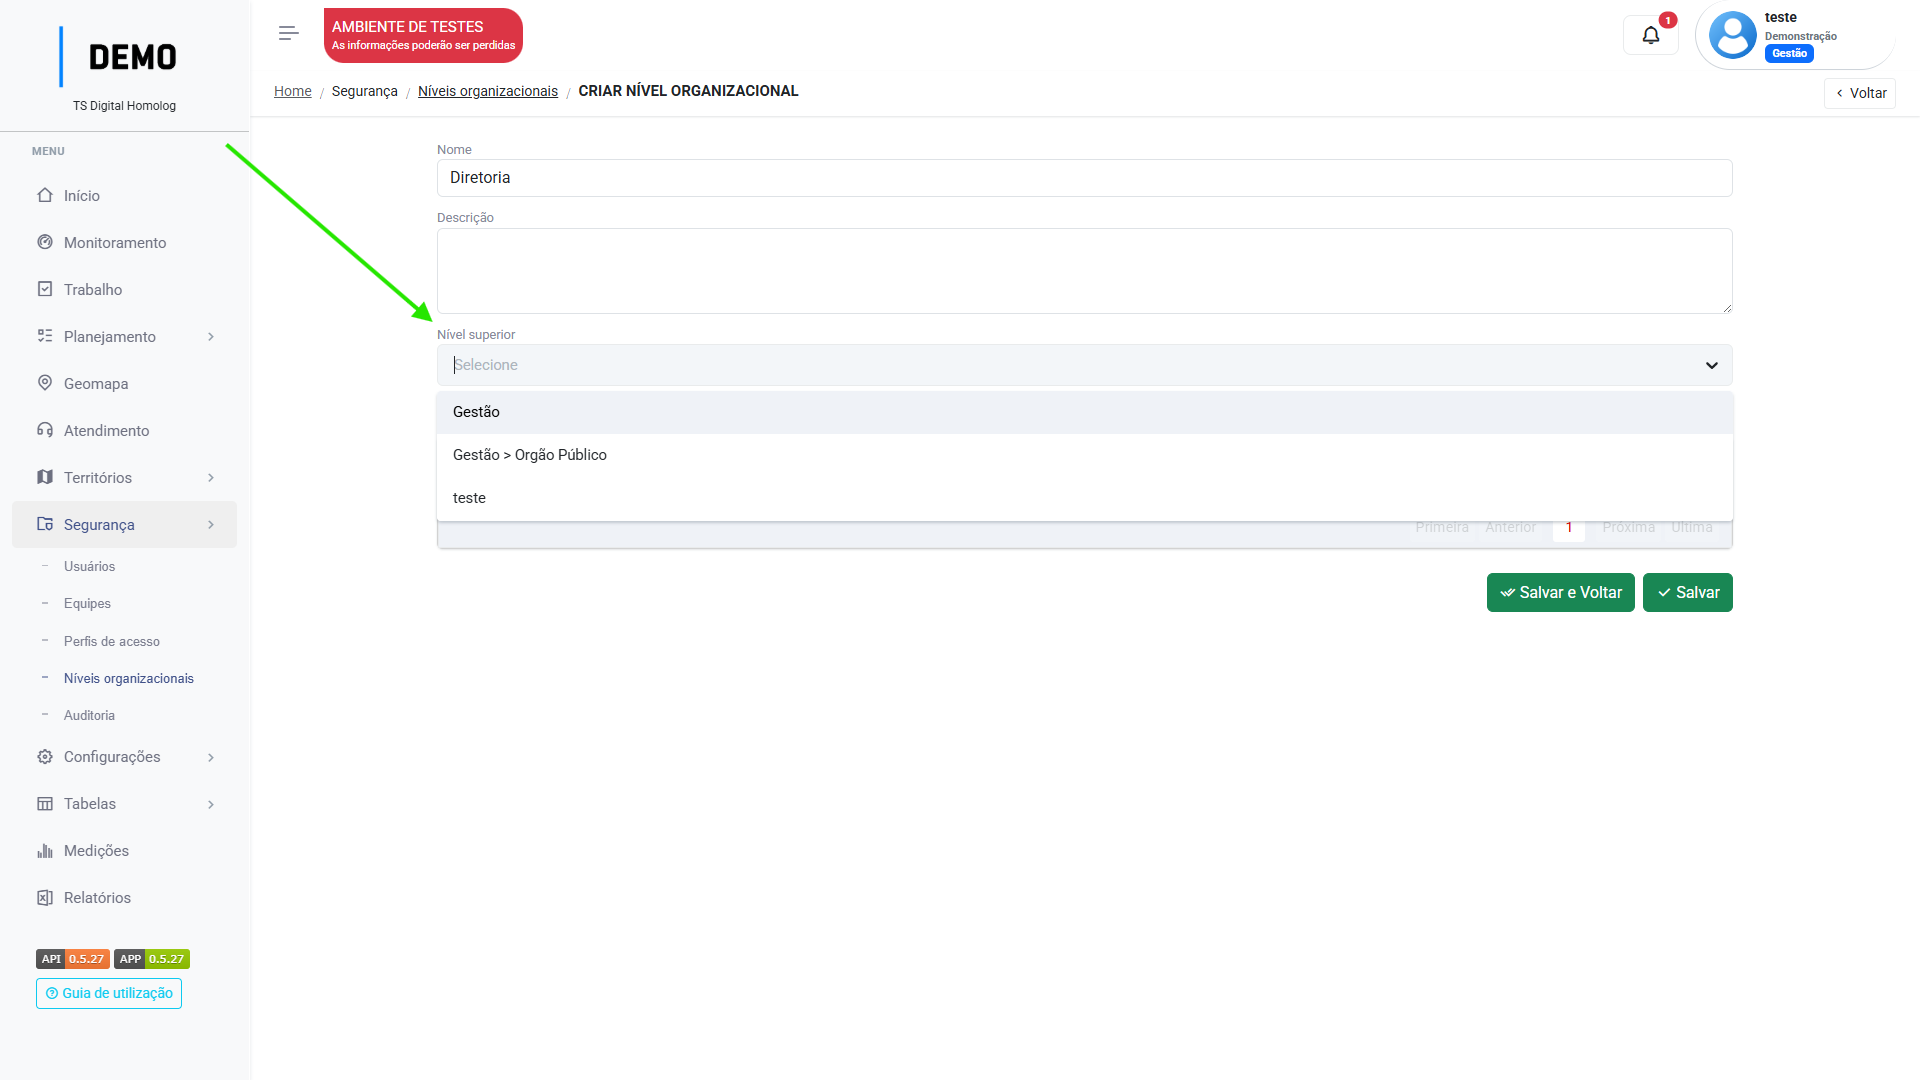 DEMO
TS Digital Homolog
MENU
Início
Monitoramento
Trabalho
Planejamento
Geomapa
Atendimento
Territórios
Segurança
Usuários
Equipes
Perfis de acesso
Níveis organizacionais
Auditoria
Configurações
Tabelas
Medições
Relatórios
API 0.5.27 APP 0.5.27
Guia de utilização
AMBIENTE DE TESTES
As informações poderão ser perdidas
1
teste
Demonstração
Gestão
Home / Segurança / Níveis organizacionais / CRIAR NÍVEL ORGANIZACIONAL
Voltar
Nome
Diretoria
Descrição
Nível superior
Selecione
Gestão
Gestão > Orgão Público
teste
Primeira Anterior 1 Próxima Última
Salvar e Voltar Salvar